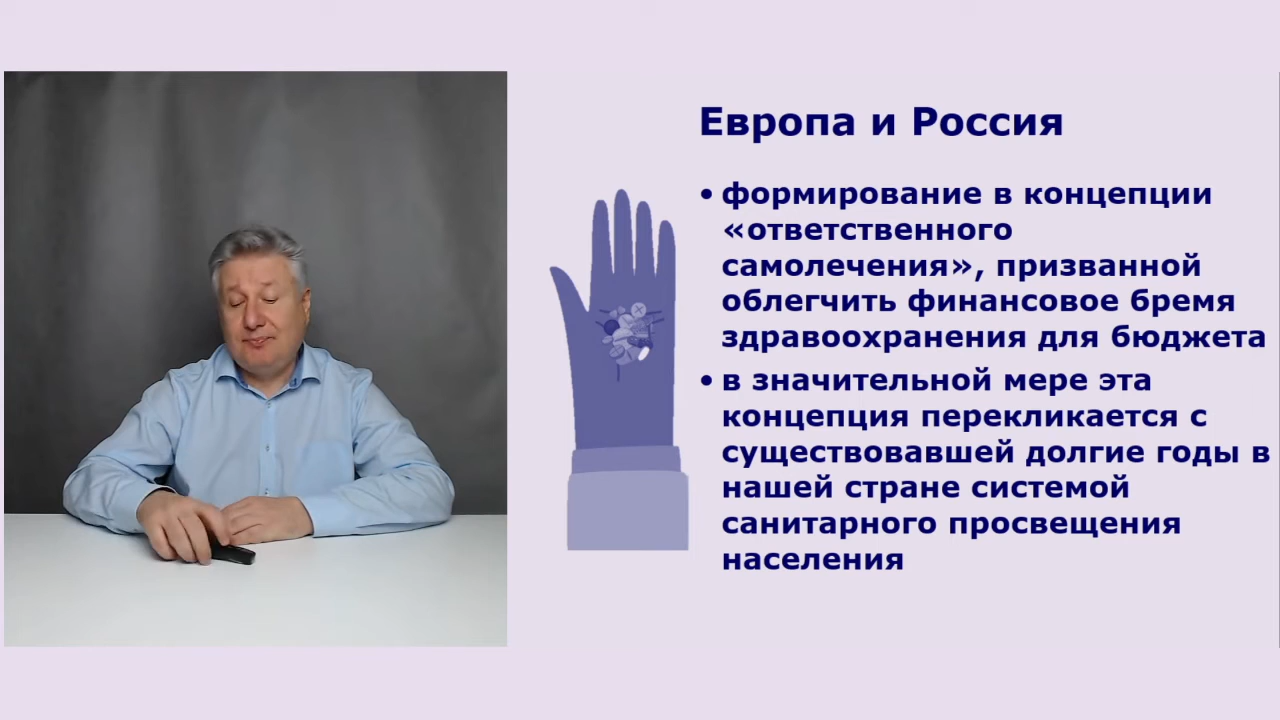 Европа и Россия
• формирование в концепции
«ответственного
самолечения», призванной
облегчить финансовое бремя
здравоохранения для бюджета
• в значительной мере эта
концепция перекликается с
существовавшей долгие годы в
нашей стране системой
санитарного просвещения
населения